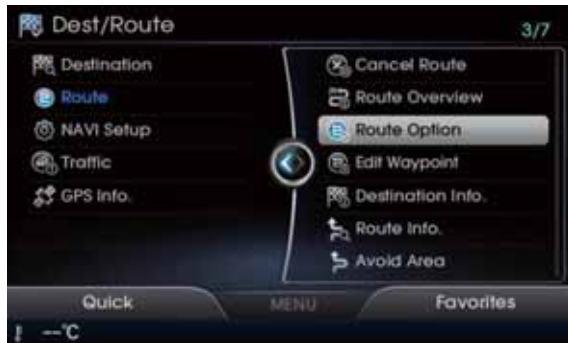 Dest/Route
3/7
Destination
Route
NAVI Setup
Traffic
GPS Info.
Cancel Route
Route Overview
Route Option
Edit Waypoint
Destination Info.
Route Info.
Avoid Area
Quick
MENU
Favorites
--°C